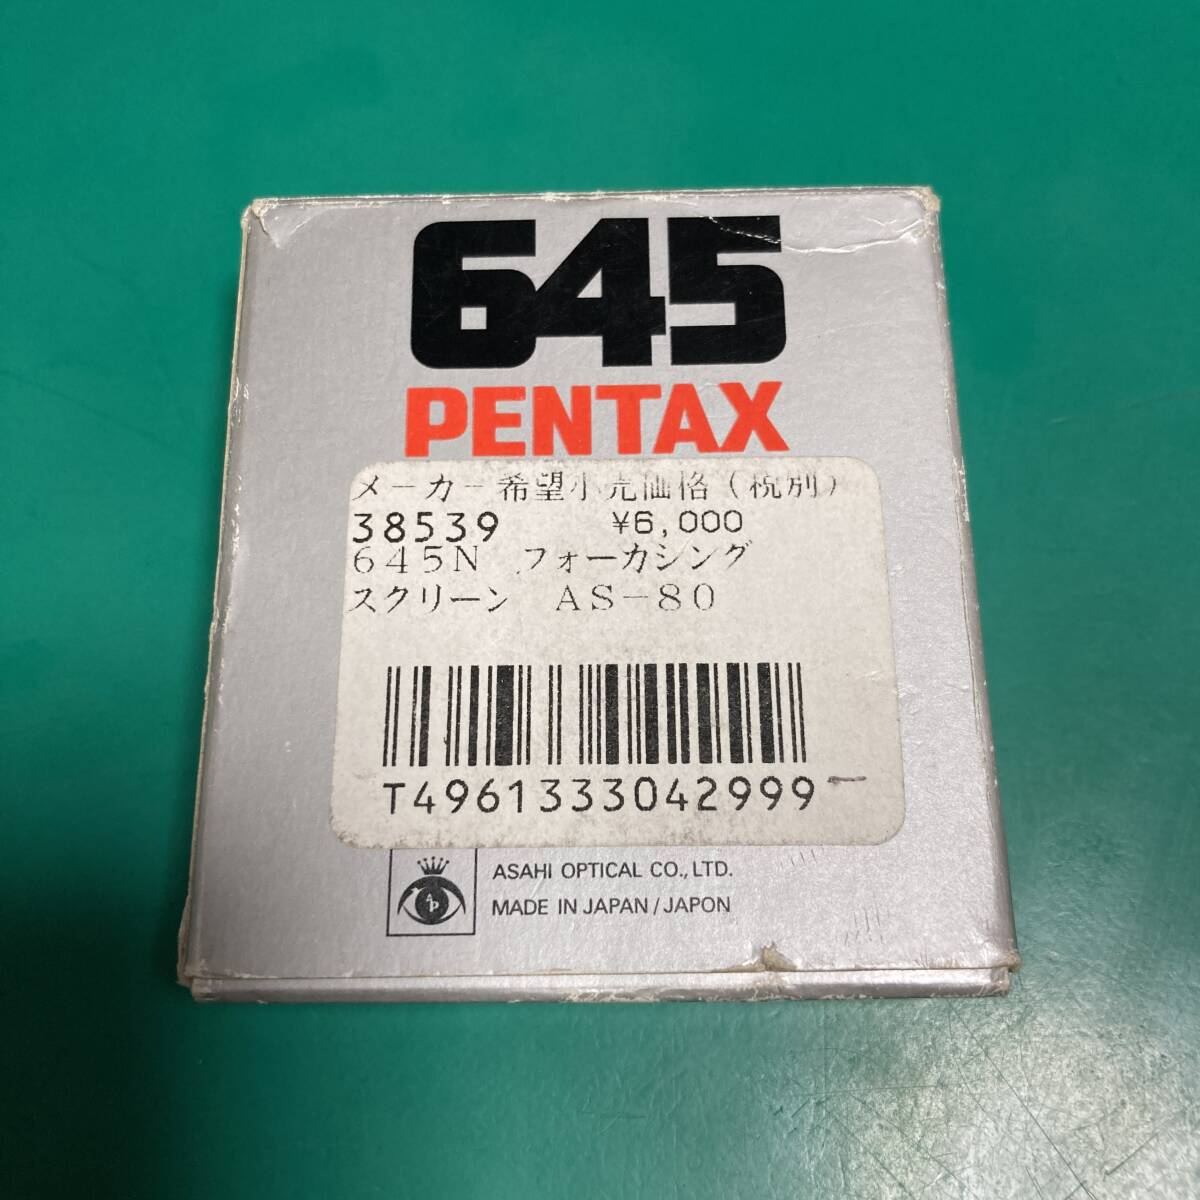 645
PENTAX
メーカー希望小売価格(税別)
38539 ¥6,000
645N フォーカシング
スクリーン AS-80
T4961333042999
AP
ASAHI OPTICAL CO., LTD.
MADE IN JAPAN/JAPON